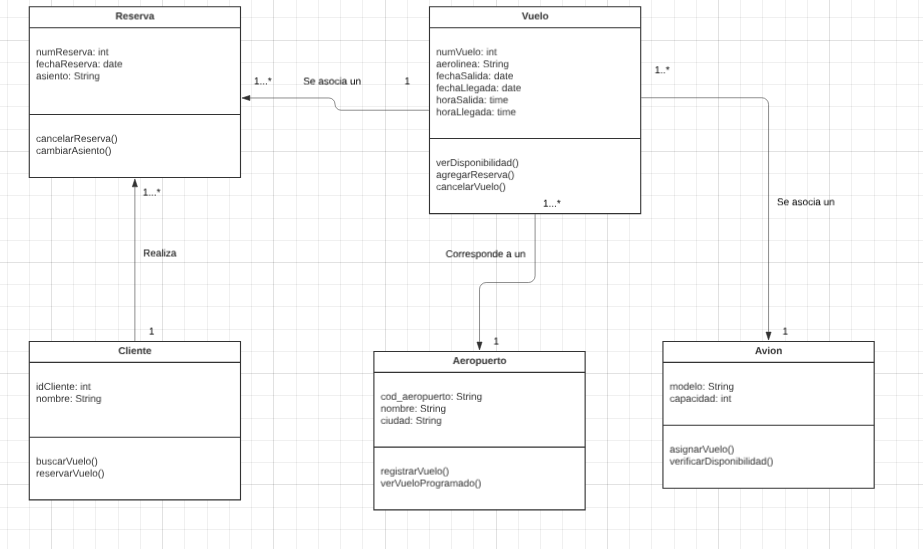 Reserva
numReserva: int
fechaReserva: date
asiento: String
cancelarReserva()
cambiarAsiento()
1...*
Se asocia un
1
Vuelo
numVuelo: int
aerolinea: String
fechaSalida: date
fechaLlegada: date
horaSalida: time
horaLlegada: time
verDisponibilidad()
agregarReserva()
cancelarVuelo()
1...*
1..*
Se asocia un
1
1...*
Realiza
1
Corresponde a un
1
Cliente
idCliente: int
nombre: String
buscarVuelo()
reservarVuelo()
Aeropuerto
cod_aeropuerto: String
nombre: String
ciudad: String
registrarVuelo()
verVueloProgramado()
Avion
modelo: String
capacidad: int
asignarVuelo()
verificarDisponibilidad()